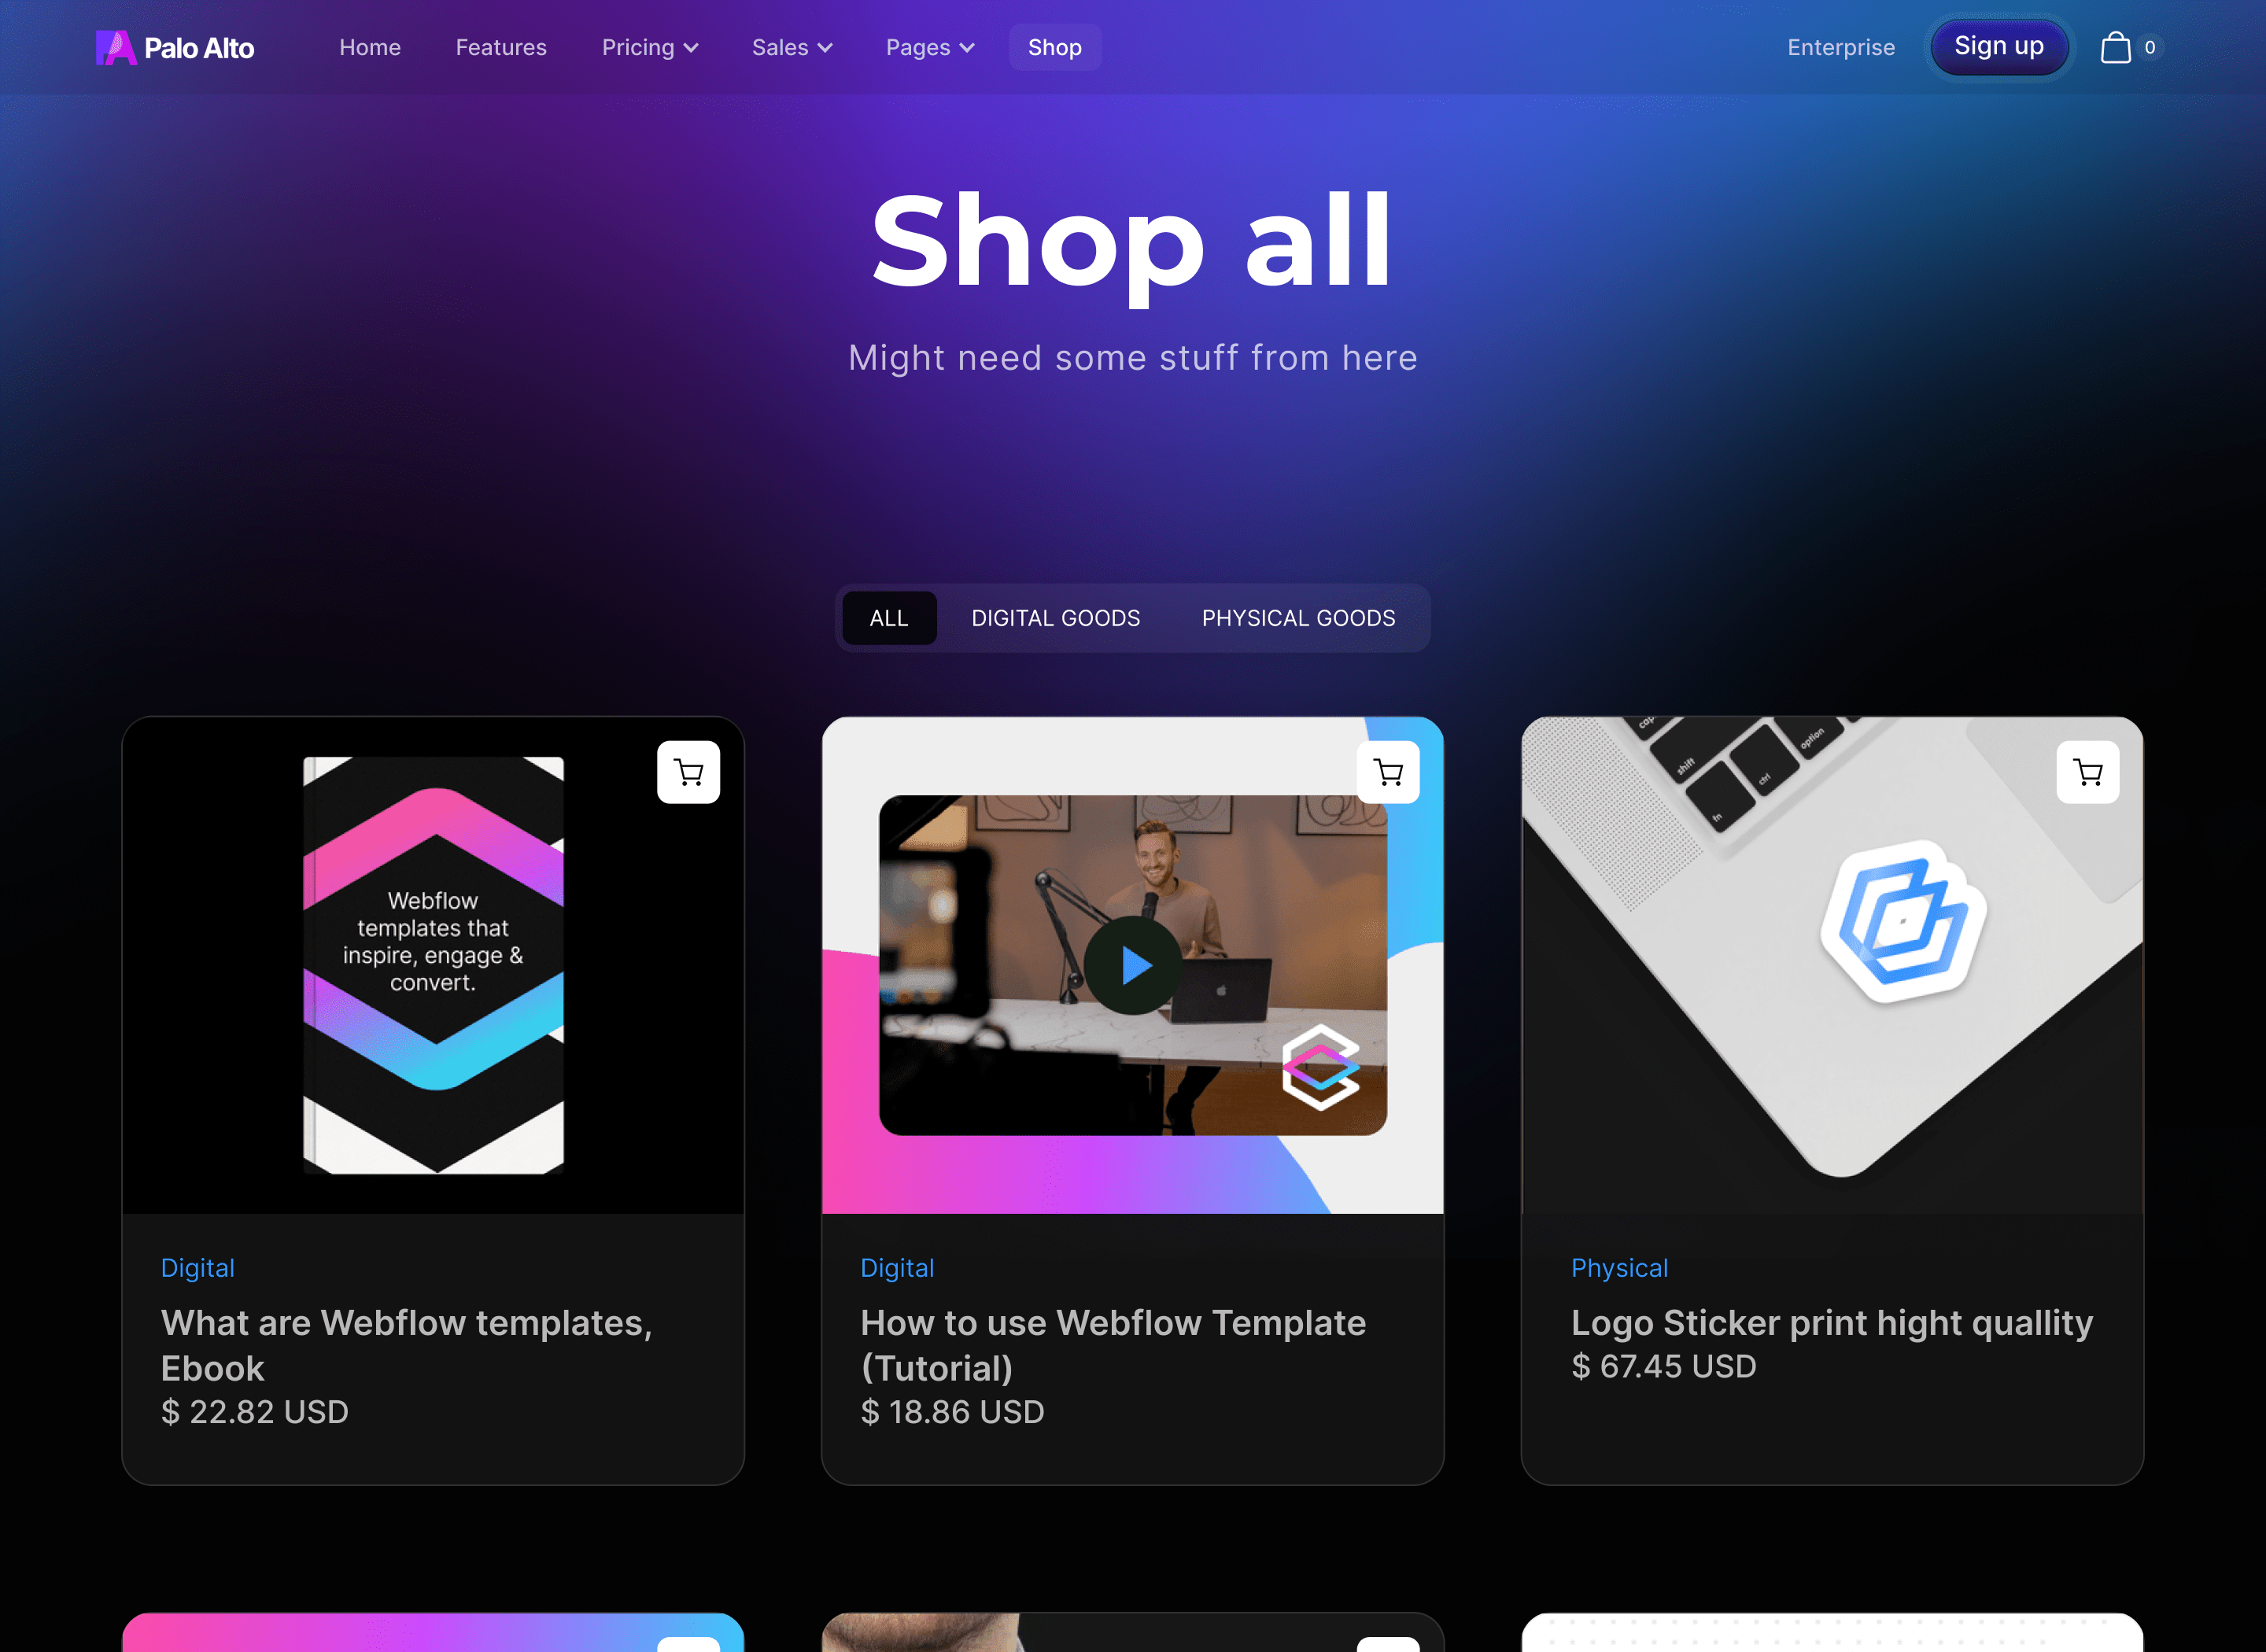 Palo Alto
Home
Features
Pricing
Sales
Pages
Shop
Enterprise
Sign up
0
Shop all
Might need some stuff from here
ALL
DIGITAL GOODS
PHYSICAL GOODS
Webflow
templates that
inspire, engage &
convert.
shift
option
ctrl
fn
Digital
What are Webflow templates,
Ebook
$ 22.82 USD
Digital
How to use Webflow Template
(Tutorial)
$ 18.86 USD
Physical
Logo Sticker print hight quallity
$ 67.45 USD